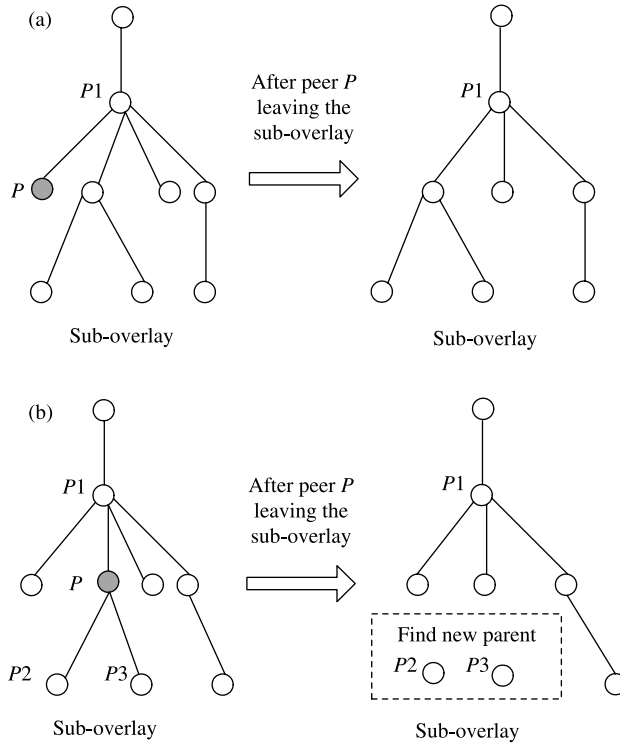 (a)
P1
After peer P
leaving the
sub-overlay
P
Sub-overlay
Sub-overlay
(b)
P1
After peer P
leaving the
sub-overlay
P1
P
Find new parent
P2
P3
P2
P3
Sub-overlay
Sub-overlay